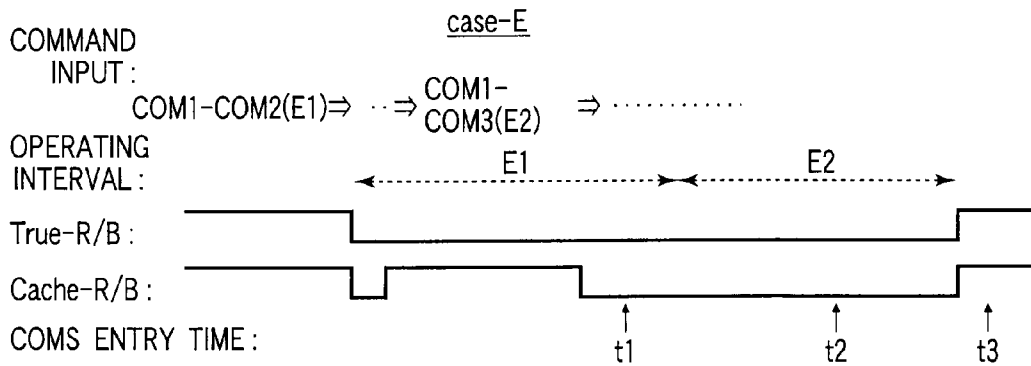 case-E
COMMAND
INPUT :
COM1-COM2(E1)⇒ ··⇒ COM1-
COM3(E2) ⇒ ··········
OPERATING
INTERVAL :
E1 E2
True-R/B :
Cache-R/B :
COMS ENTRY TIME : t1 t2 t3